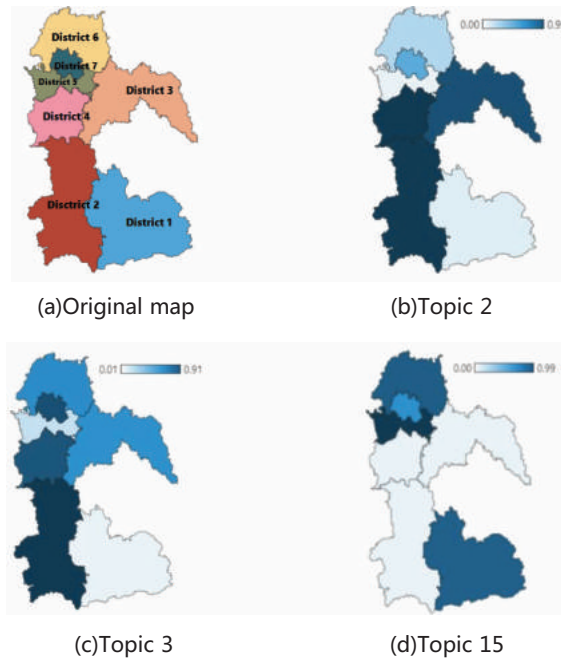 District 6
0.00
0.9
District 7
District 5
District 3
District 4
Disctrict 2
District 1
(a)Original map
(b)Topic 2
0.01
0.91
0.00
0.99
(c)Topic 3
(d)Topic 15